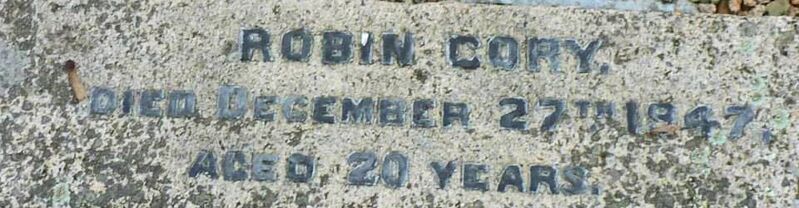 ROBIN CORY.
DIED DECEMBER 27TH 1947,
AGED 20 YEARS.